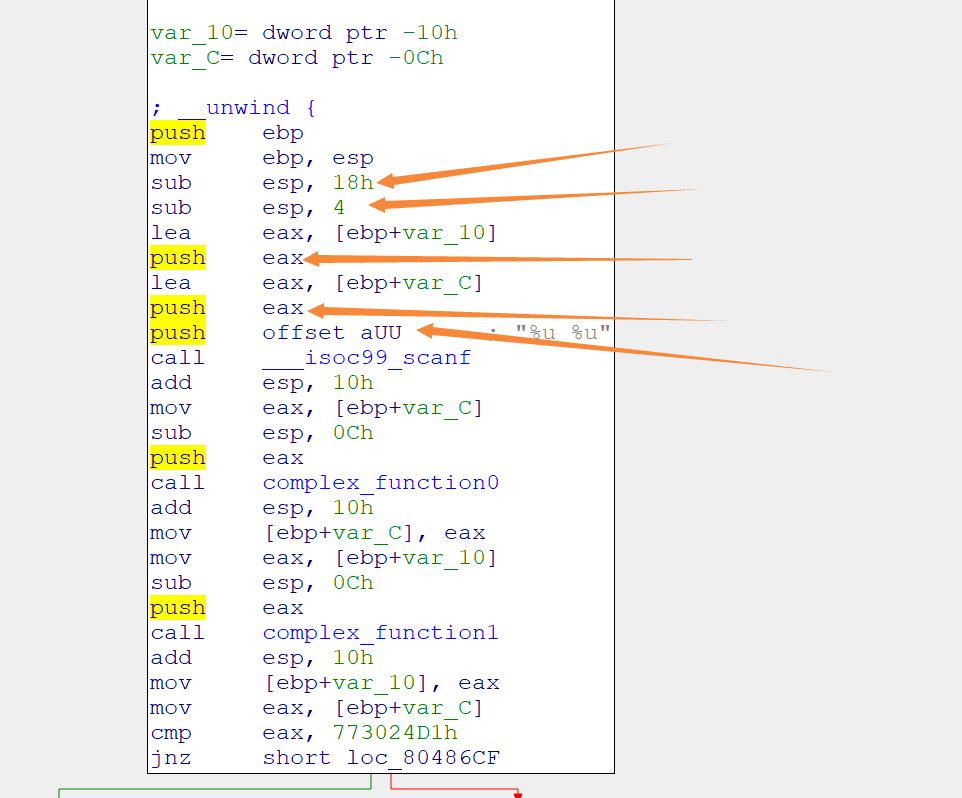 var_10= dword ptr -10h
var_C= dword ptr -0Ch
; __unwind {
push ebp
mov ebp, esp
sub esp, 18h
sub esp, 4
lea eax, [ebp+var_10]
push eax
lea eax, [ebp+var_C]
push eax
push offset aUU ; "%u %u"
call ___isoc99_scanf
add esp, 10h
mov eax, [ebp+var_C]
sub esp, 0Ch
push eax
call complex_function0
add esp, 10h
mov [ebp+var_C], eax
mov eax, [ebp+var_10]
sub esp, 0Ch
push eax
call complex_function1
add esp, 10h
mov [ebp+var_10], eax
mov eax, [ebp+var_C]
cmp eax, 773024D1h
jnz short loc_80486CF